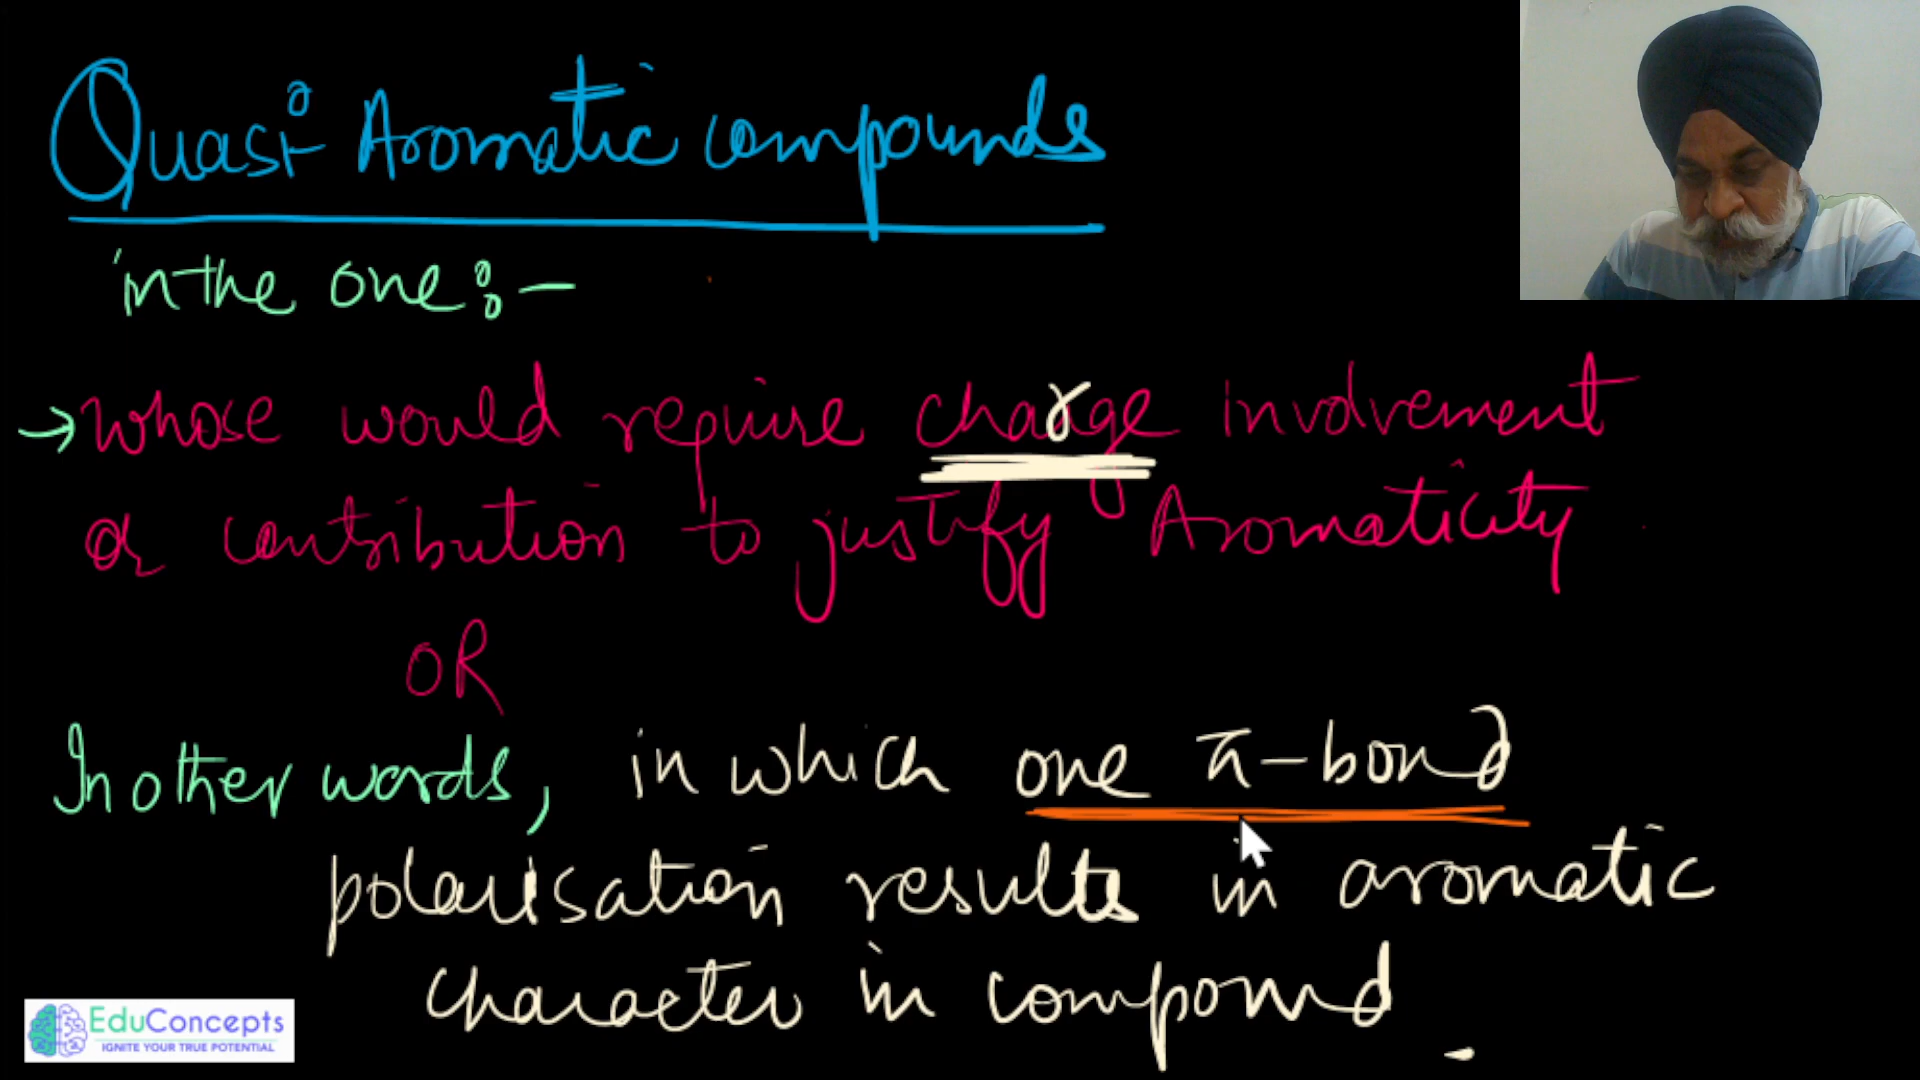 Quasi-Aromatic compounds
in the one:-
→ whose would require charge involvement
or contribution to justify Aromaticity.
OR
In other words, in which one π-bond
polarisation results in aromatic
character in compound.
EduConcepts
IGNITE YOUR TRUE POTENTIAL